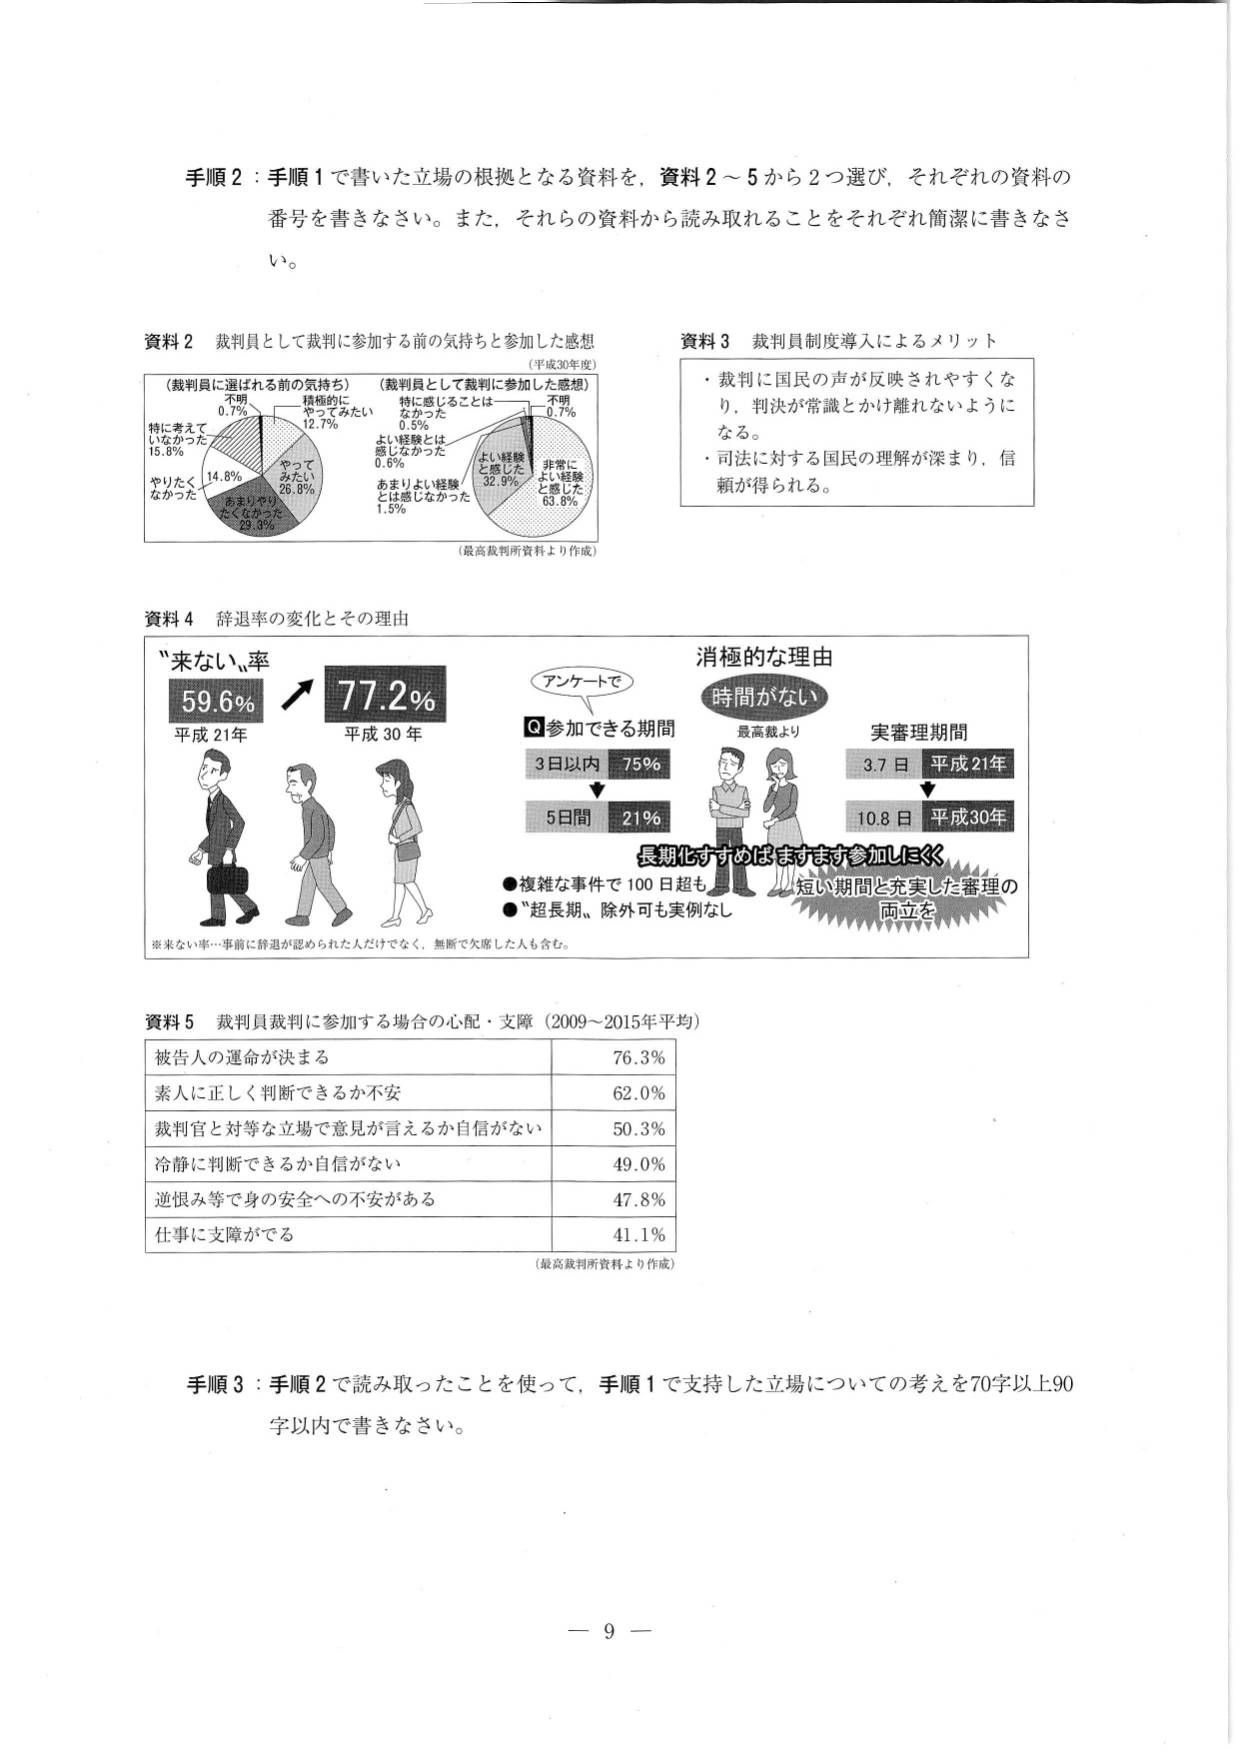 手順2：手順1で書いた立場の根拠となる資料を，資料2～5から2つ選び，それぞれの資料の
番号を書きなさい。また，それらの資料から読み取れることをそれぞれ簡潔に書きなさ
い。
資料2　裁判員として裁判に参加する前の気持ちと参加した感想
（平成30年度）
（裁判員に選ばれる前の気持ち）
不明
0.7%
積極的に
やってみたい
12.7%
特に考えて
いなかった
15.8%
やって
みたい
26.8%
14.8%
やりたく
なかった
あまりやり
たくなかった
29.3%
（裁判員として裁判に参加した感想）
特に感じることは
なかった
0.5%
不明
0.7%
よい経験とは
感じなかった
0.6%
よい経験
と感じた
32.9%
非常に
よい経験
と感じた
63.8%
あまりよい経験
とは感じなかった
1.5%
（最高裁判所資料より作成）
資料3　裁判員制度導入によるメリット
・裁判に国民の声が反映されやすくな
り，判決が常識とかけ離れないように
なる。
・司法に対する国民の理解が深まり，信
頼が得られる。
資料4　辞退率の変化とその理由
〝来ない〟率
59.6%
平成21年
77.2%
平成30年
アンケートで
Q参加できる期間
3日以内　75%
5日間　21%
消極的な理由
時間がない
最高裁より
実審理期間
3.7日　平成21年
10.8日　平成30年
長期化すすめばますます参加しにくく
●複雑な事件で100日超も
●〝超長期〟除外可も実例なし
短い期間と充実した審理の
両立を
※来ない率…事前に辞退が認められた人だけでなく，無断で欠席した人も含む。
資料5　裁判員裁判に参加する場合の心配・支障（2009～2015年平均）
被告人の運命が決まる　76.3%
素人に正しく判断できるか不安　62.0%
裁判官と対等な立場で意見が言えるか自信がない　50.3%
冷静に判断できるか自信がない　49.0%
逆恨み等で身の安全への不安がある　47.8%
仕事に支障がでる　41.1%
（最高裁判所資料より作成）
手順3：手順2で読み取ったことを使って，手順1で支持した立場についての考えを70字以上90
字以内で書きなさい。
― 9 ―